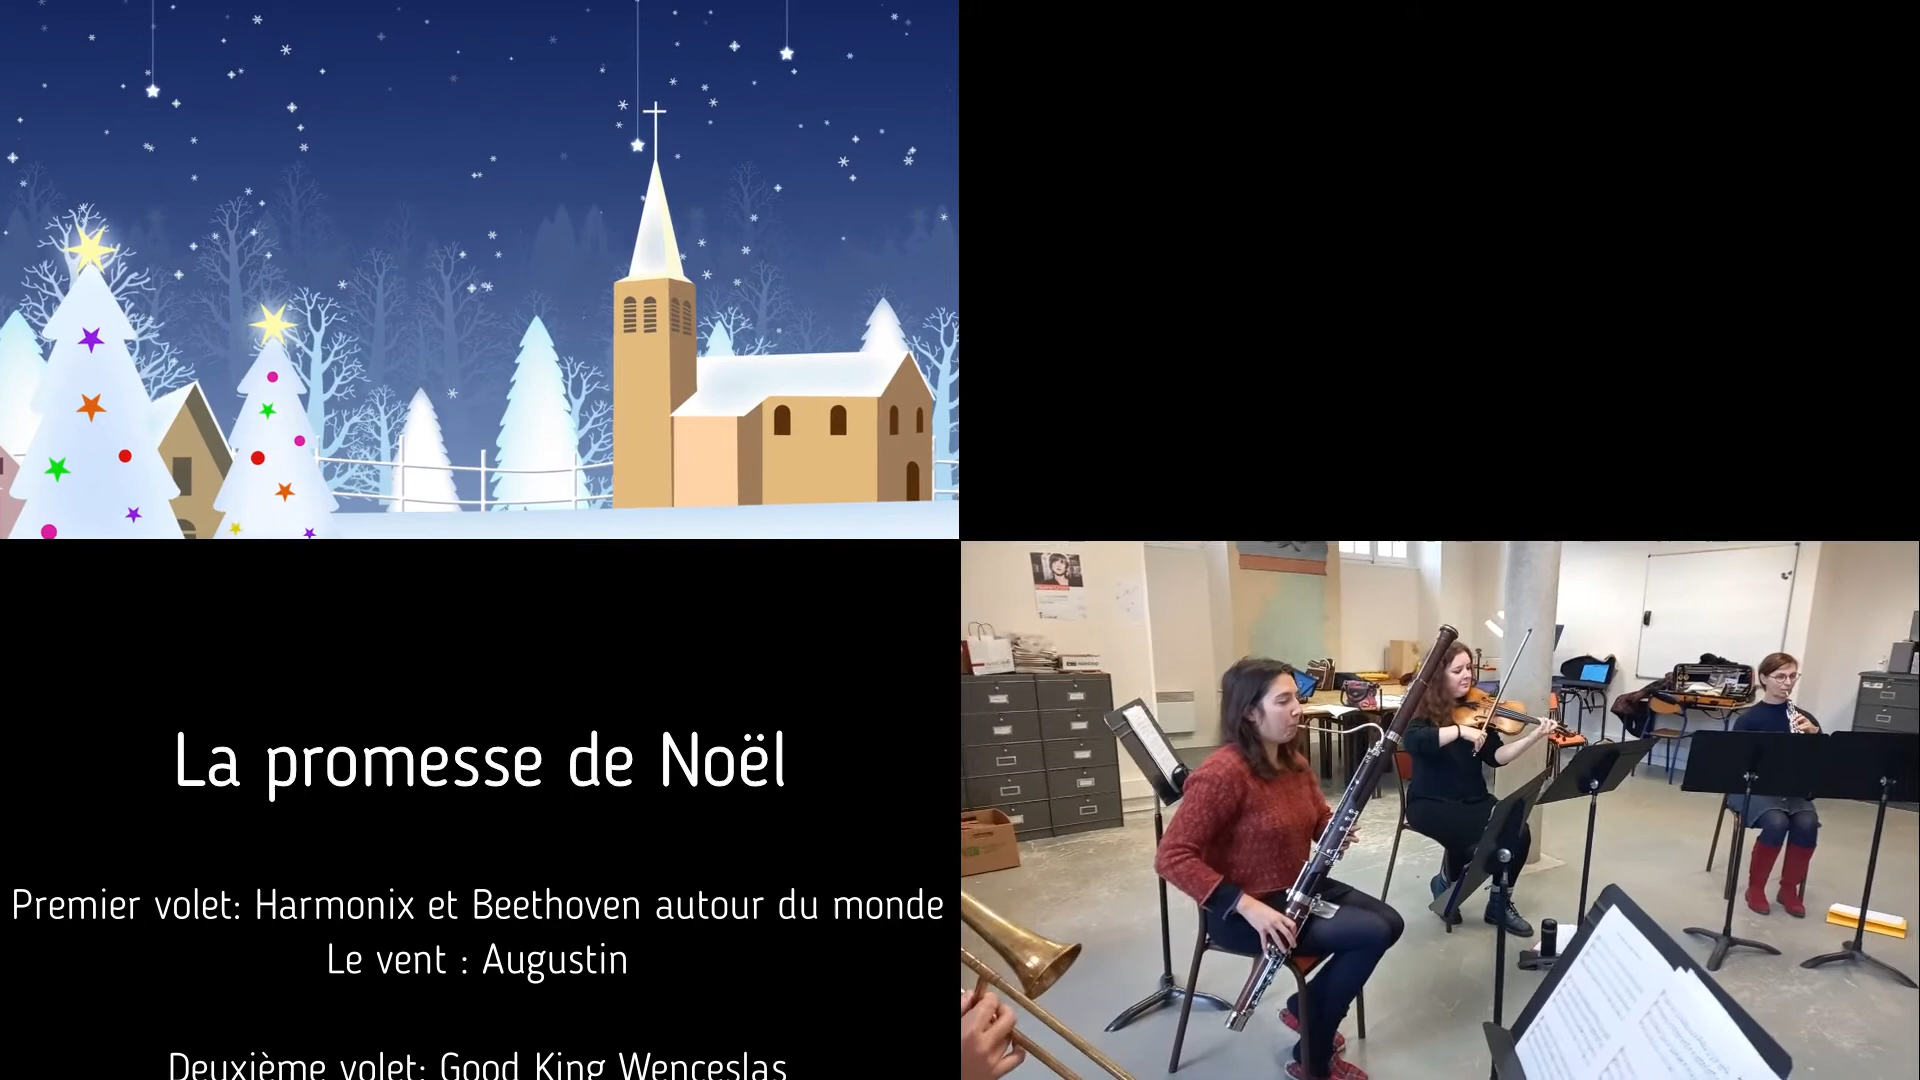 La promesse de Noël
Premier volet: Harmonix et Beethoven autour du monde
Le vent : Augustin
Deuxième volet: Good King Wenceslas